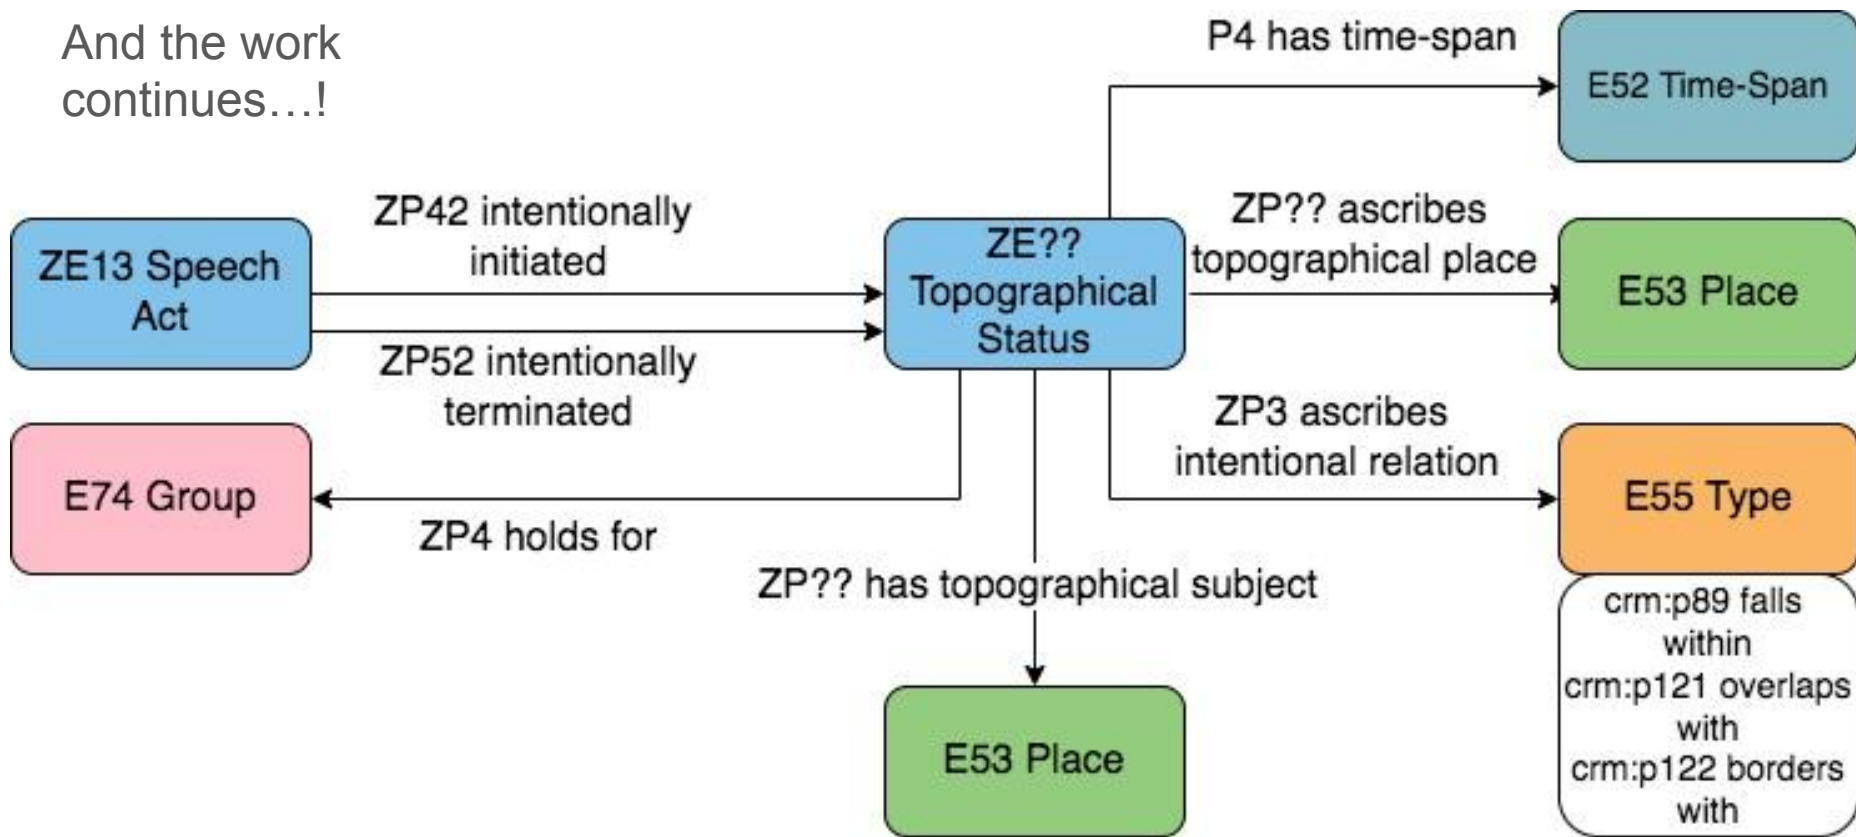 And the work
continues…!
P4 has time-span
E52 Time-Span
ZE13 Speech
Act
ZP42 intentionally
initiated
ZP52 intentionally
terminated
ZE??
Topographical
Status
ZP?? ascribes
topographical place
E53 Place
E74 Group
ZP4 holds for
ZP3 ascribes
intentional relation
E55 Type
crm:p89 falls
within
crm:p121 overlaps
with
crm:p122 borders
with
ZP?? has topographical subject
E53 Place